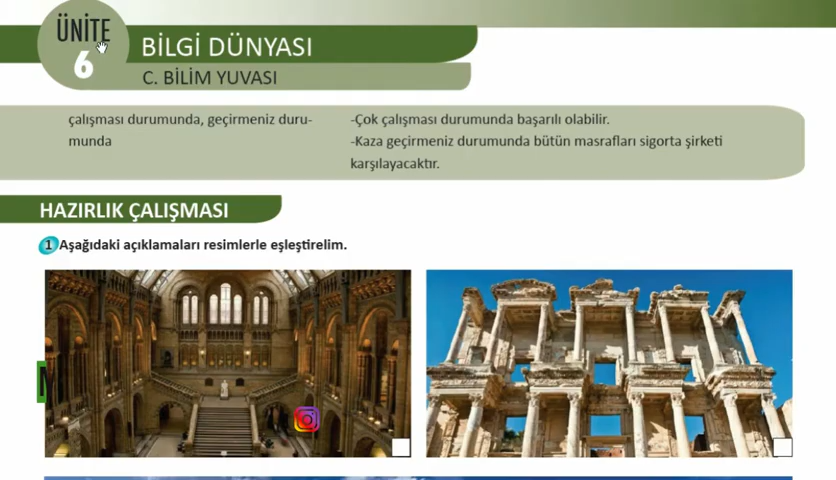 ÜNİTE
6
BİLGİ DÜNYASI
C. BİLİM YUVASI
çalışması durumunda, geçirmeniz duru-
munda
-Çok çalışması durumunda başarılı olabilir.
-Kaza geçirmeniz durumunda bütün masrafları sigorta şirketi
karşılayacaktır.
HAZIRLIK ÇALIŞMASI
1 Aşağıdaki açıklamaları resimlerle eşleştirelim.